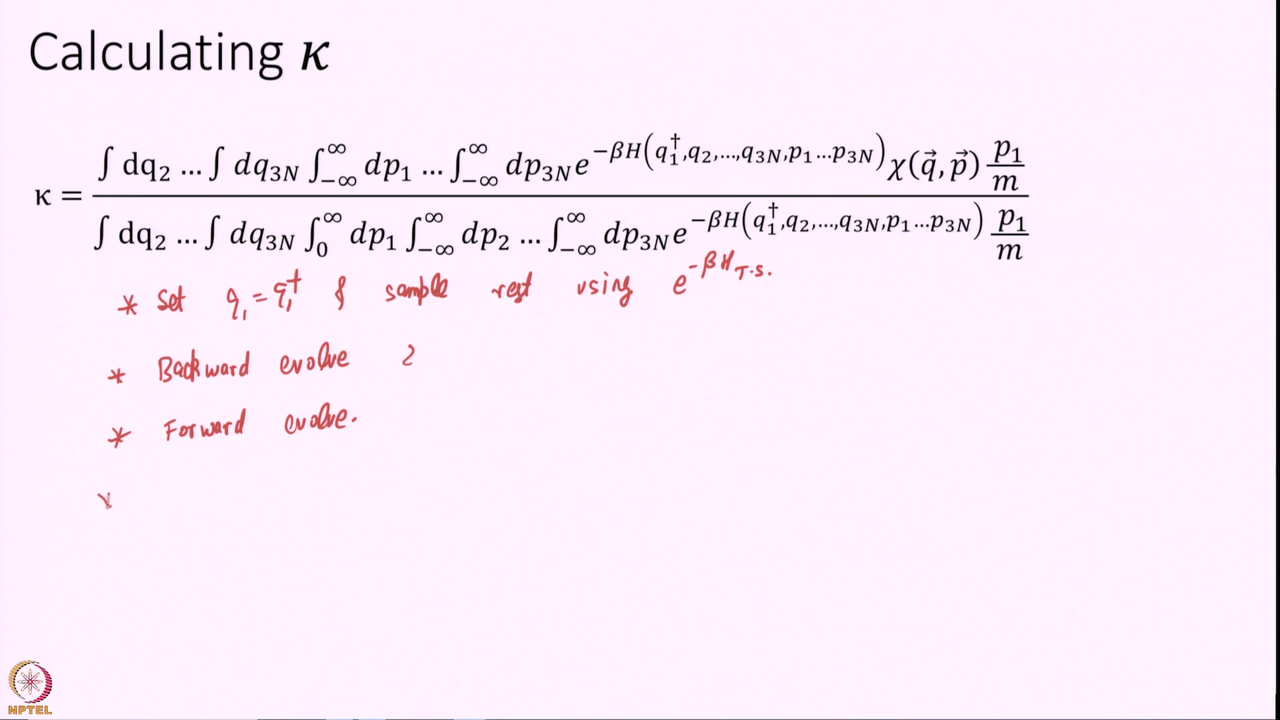 Calculating κ
κ = ∫ dq₂ … ∫ dq₃N ∫₋∞^∞ dp₁ … ∫₋∞^∞ dp₃N e^{−βH(q₁†,q₂,…,q₃N,p₁…p₃N)} χ(q⃗,p⃗) p₁/m
∫ dq₂ … ∫ dq₃N ∫₀^∞ dp₁ ∫₋∞^∞ dp₂ … ∫₋∞^∞ dp₃N e^{−βH(q₁†,q₂,…,q₃N,p₁…p₃N)} p₁/m
* Set q₁ = q₁† & sample rest using e^{-βH_{T.S.}}
* Backward evolve
* Forward evolve.
NPTEL